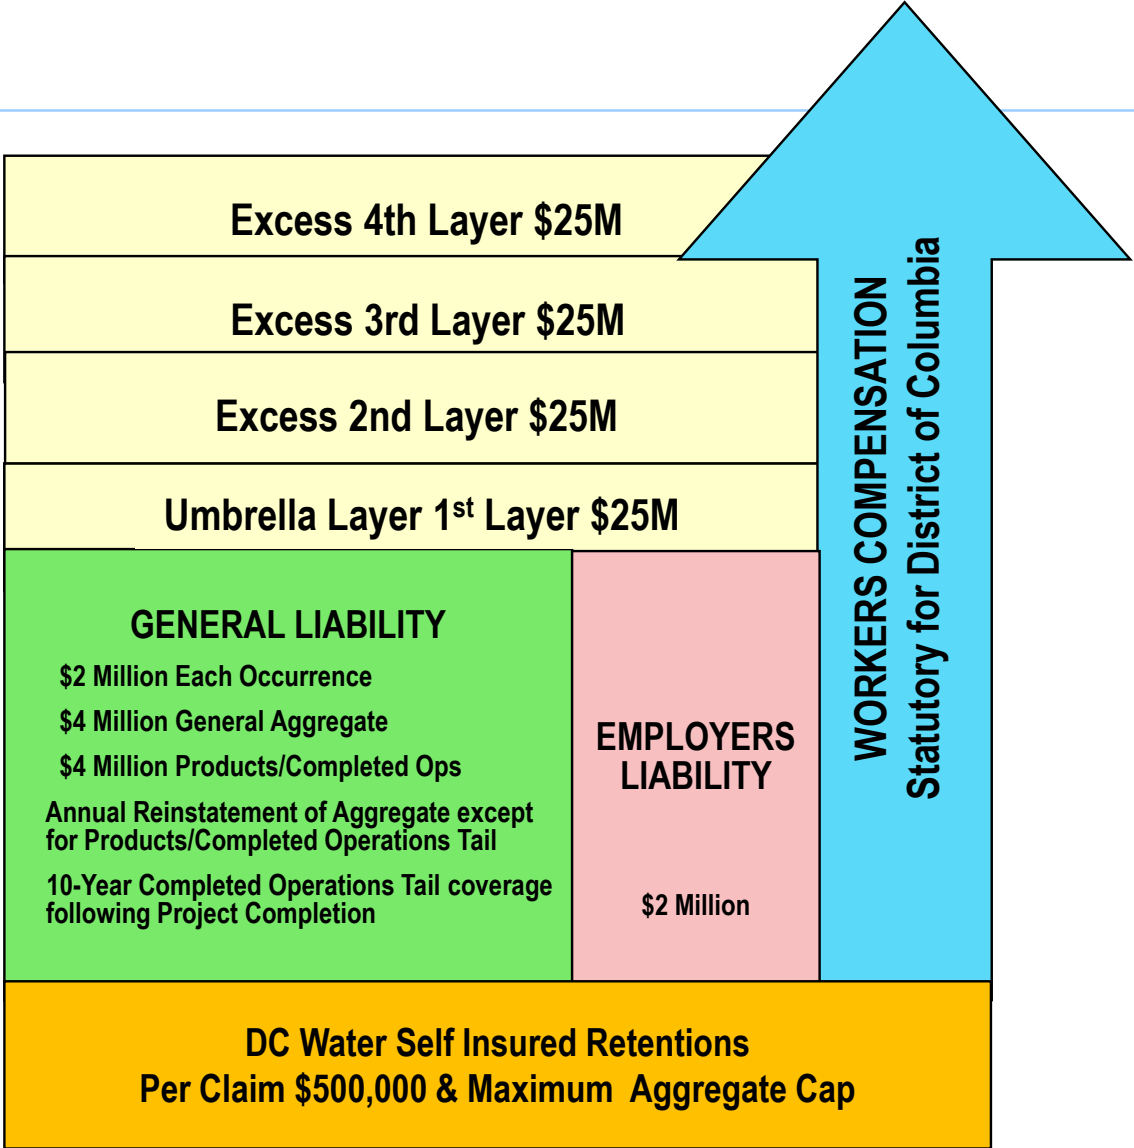 Excess 4th Layer $25M
Excess 3rd Layer $25M
Excess 2nd Layer $25M
Umbrella Layer 1st Layer $25M
GENERAL LIABILITY
$2 Million Each Occurrence
$4 Million General Aggregate
$4 Million Products/Completed Ops
Annual Reinstatement of Aggregate except
for Products/Completed Operations Tail
10-Year Completed Operations Tail coverage
following Project Completion
EMPLOYERS
LIABILITY
$2 Million
WORKERS COMPENSATION
Statutory for District of Columbia
DC Water Self Insured Retentions
Per Claim $500,000 & Maximum Aggregate Cap